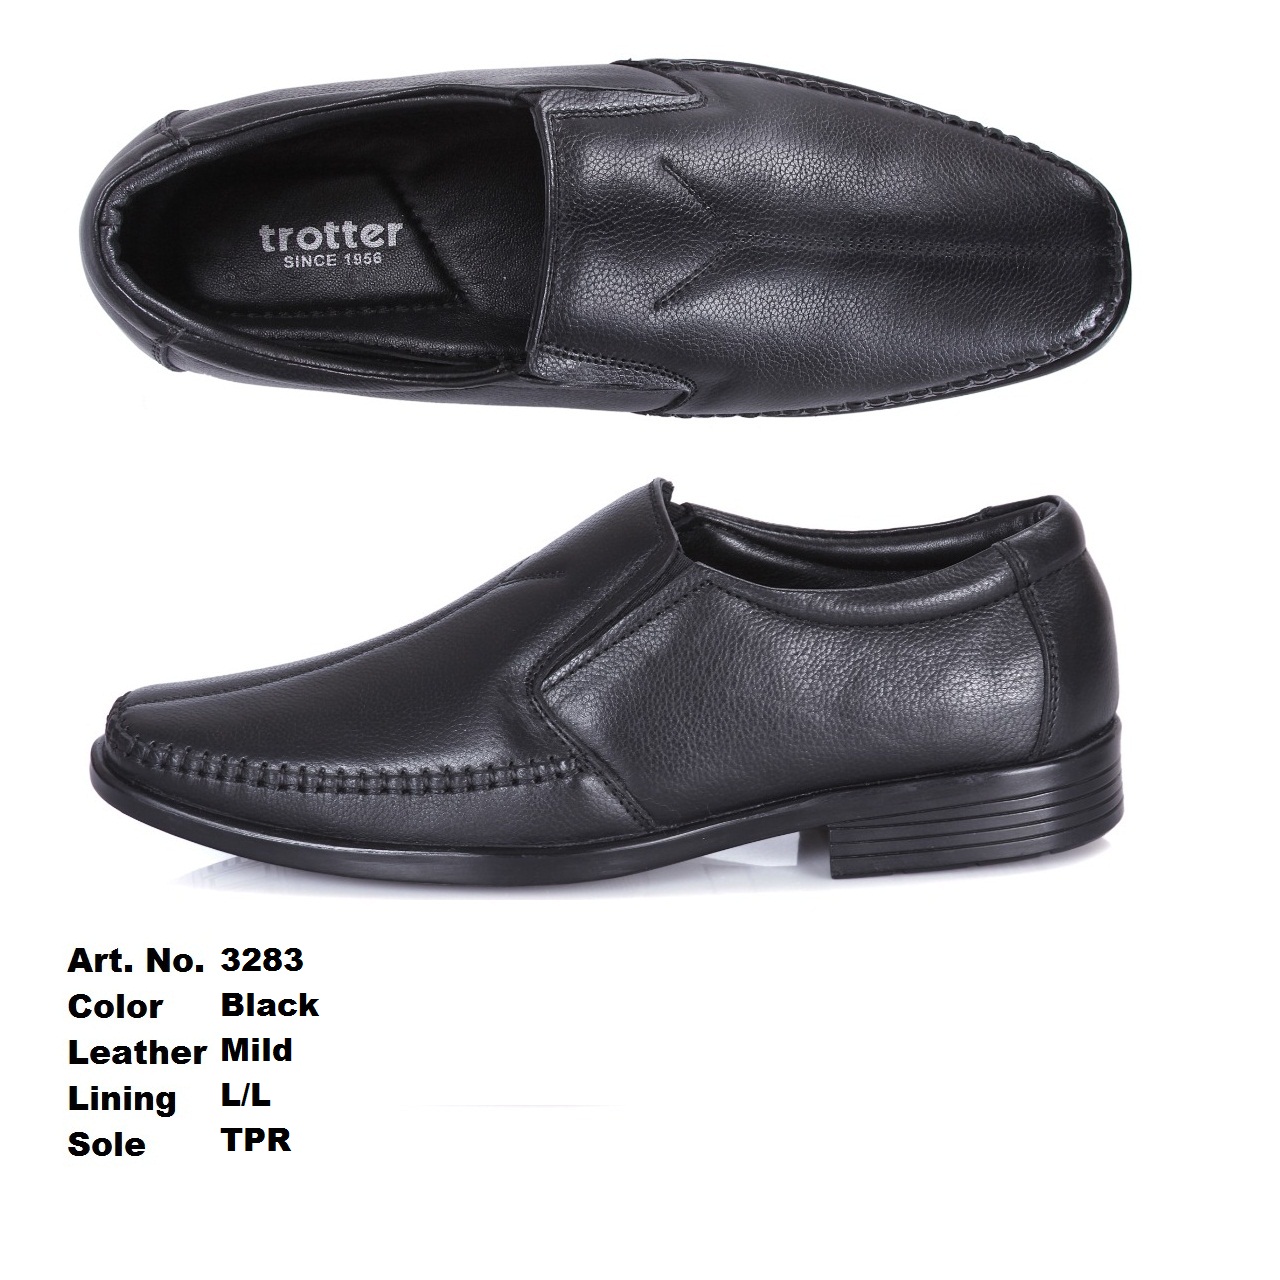 trotter
SINCE 1956
Art. No. 3283
Color Black
Leather Mild
Lining L/L
Sole TPR